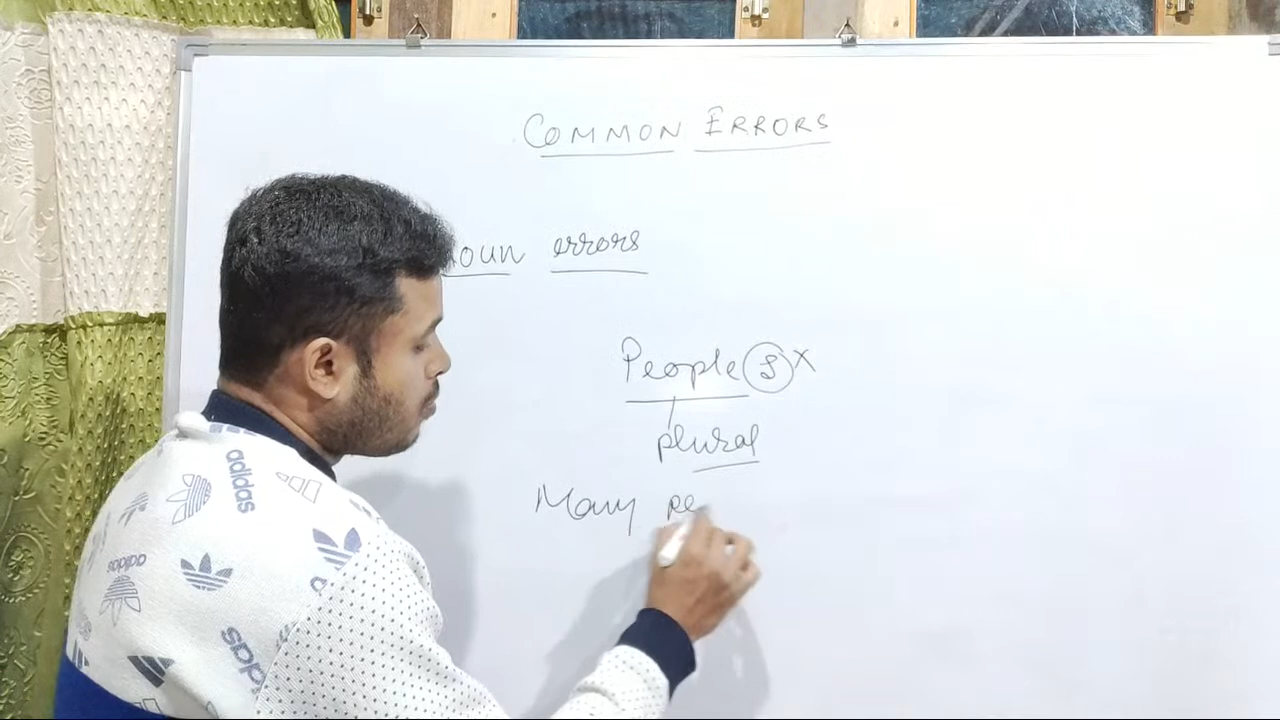 COMMON ERRORS
oun errors
People s x
plural
Many pe
adidas
adidas
adidas